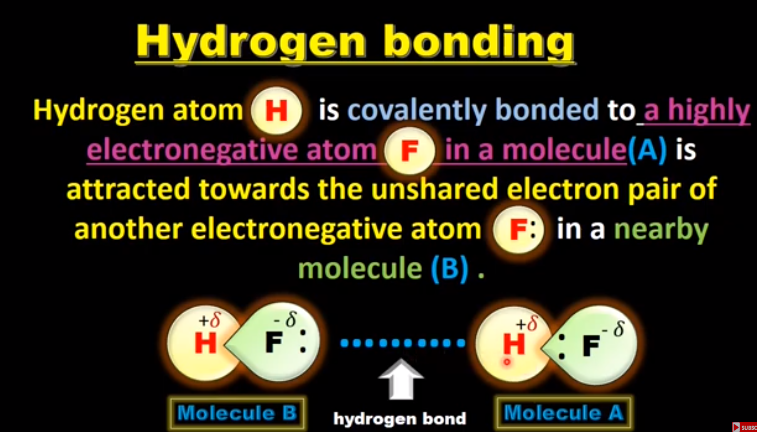 Hydrogen bonding
Hydrogen atom H is covalently bonded to a highly
electronegative atom F in a molecule(A) is
attracted towards the unshared electron pair of
another electronegative atom F: in a nearby
molecule (B) .
+δ - δ +δ - δ
H F : H : F
Molecule B hydrogen bond Molecule A